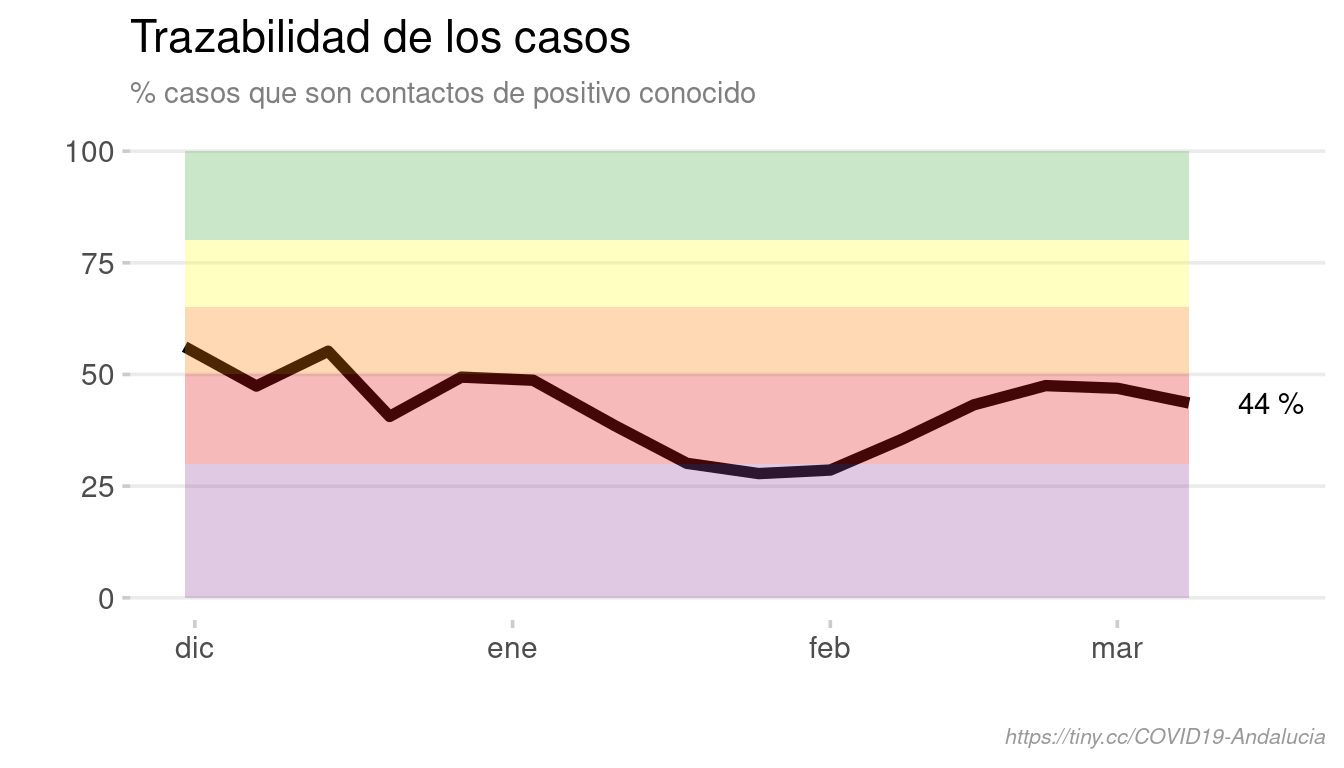 Trazabilidad de los casos
% casos que son contactos de positivo conocido
100
75
50
44 %
25
0
dic ene feb mar
https://tiny.cc/COVID19-Andalucia